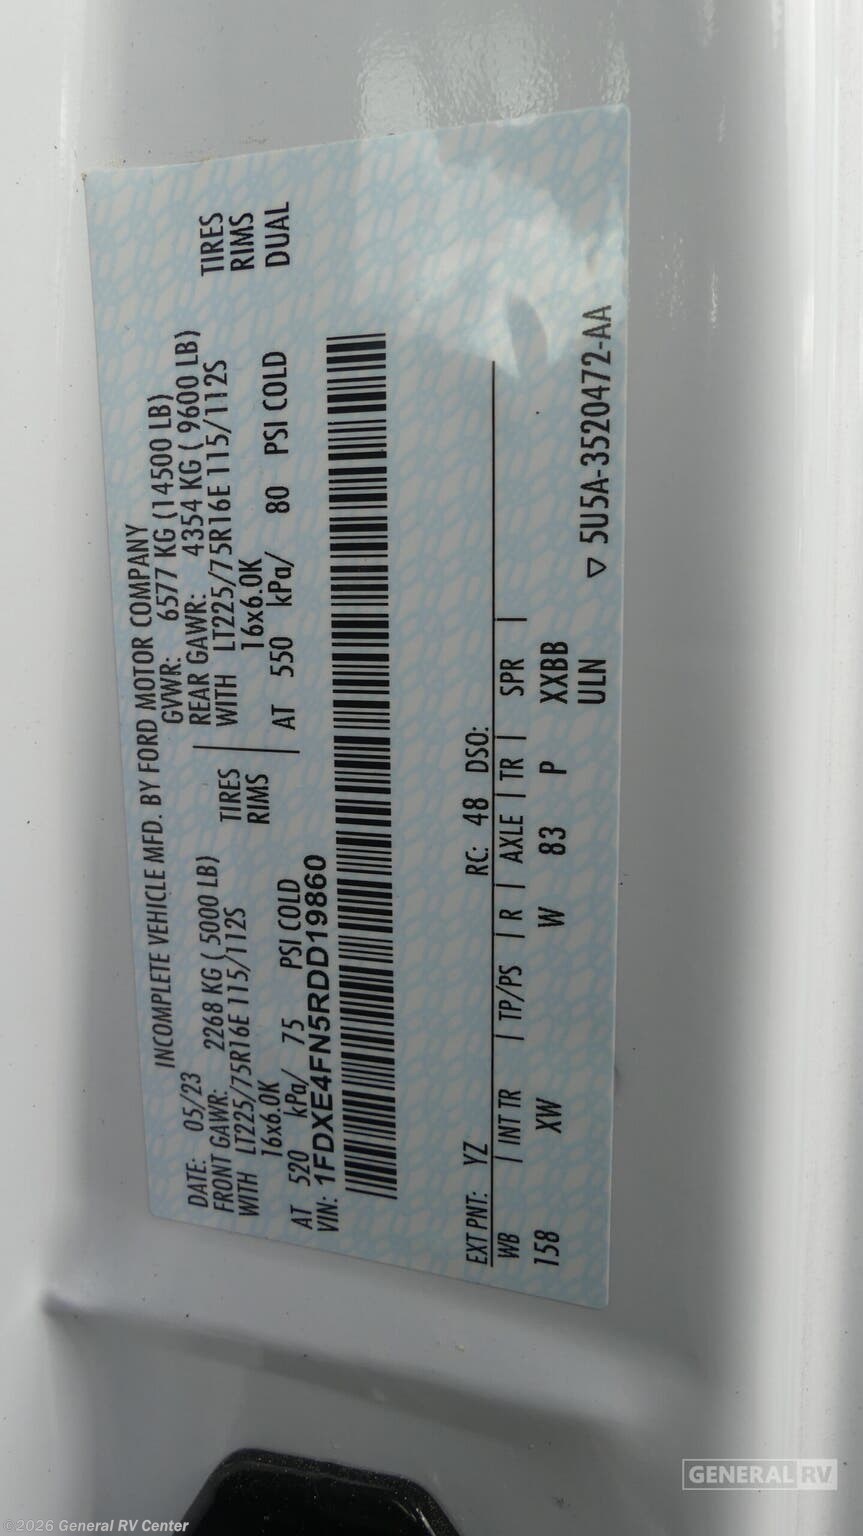 INCOMPLETE VEHICLE MFD. BY FORD MOTOR COMPANY
DATE: 05/23 GVWR: 6577 KG (14500 LB)
FRONT GAWR: 2268 KG ( 5000 LB) REAR GAWR: 4354 KG ( 9600 LB)
WITH LT225/75R16E 115/112S TIRES WITH LT225/75R16E 115/112S TIRES
16x6.0K RIMS 16x6.0K RIMS
AT 520 kPa/ 75 PSI COLD AT 550 kPa/ 80 PSI COLD DUAL
VIN: 1FDXE4FN5RDD19860
EXT PNT: YZ RC: 48 DSO:
WB | INT TR | TP/PS | R | AXLE | TR | SPR |
158 XW W 83 P XXBB
ULN ▽ 5U5A-3520472-AA
GENERAL RV
©2026 General RV Center